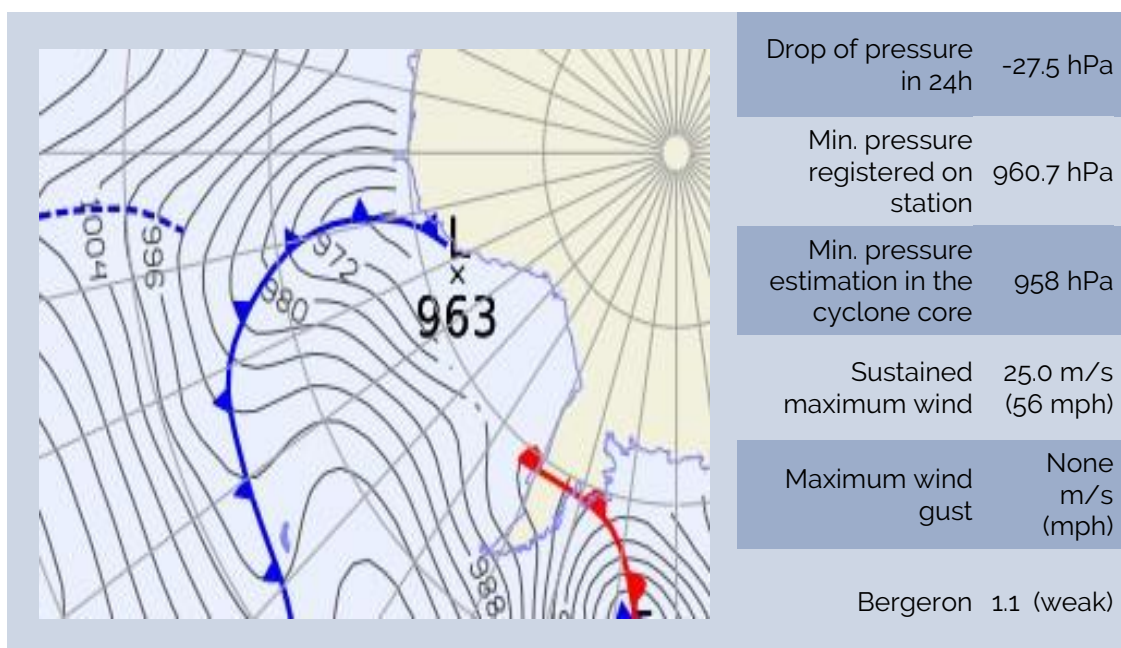 1004
996
972
980
L
×
963
988
Drop of pressure
in 24h
-27.5 hPa
Min. pressure
registered on
station
960.7 hPa
Min. pressure
estimation in the
cyclone core
958 hPa
Sustained
maximum wind
25.0 m/s
(56 mph)
Maximum wind
gust
None
m/s
(mph)
Bergeron
1.1 (weak)